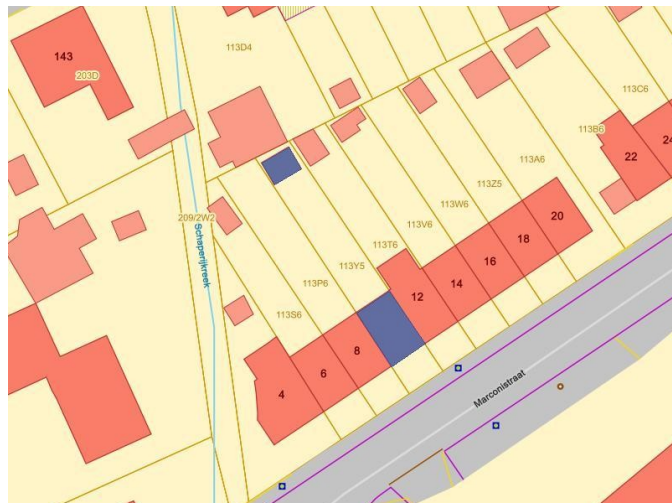 143
203D
113D4
113C6
113B6
22
24
113A6
113Z5
113W6
113V6
113T6
113Y5
113P6
113S6
209/2W2
Schaperijkreek
20
18
16
14
12
8
6
4
Marconistraat